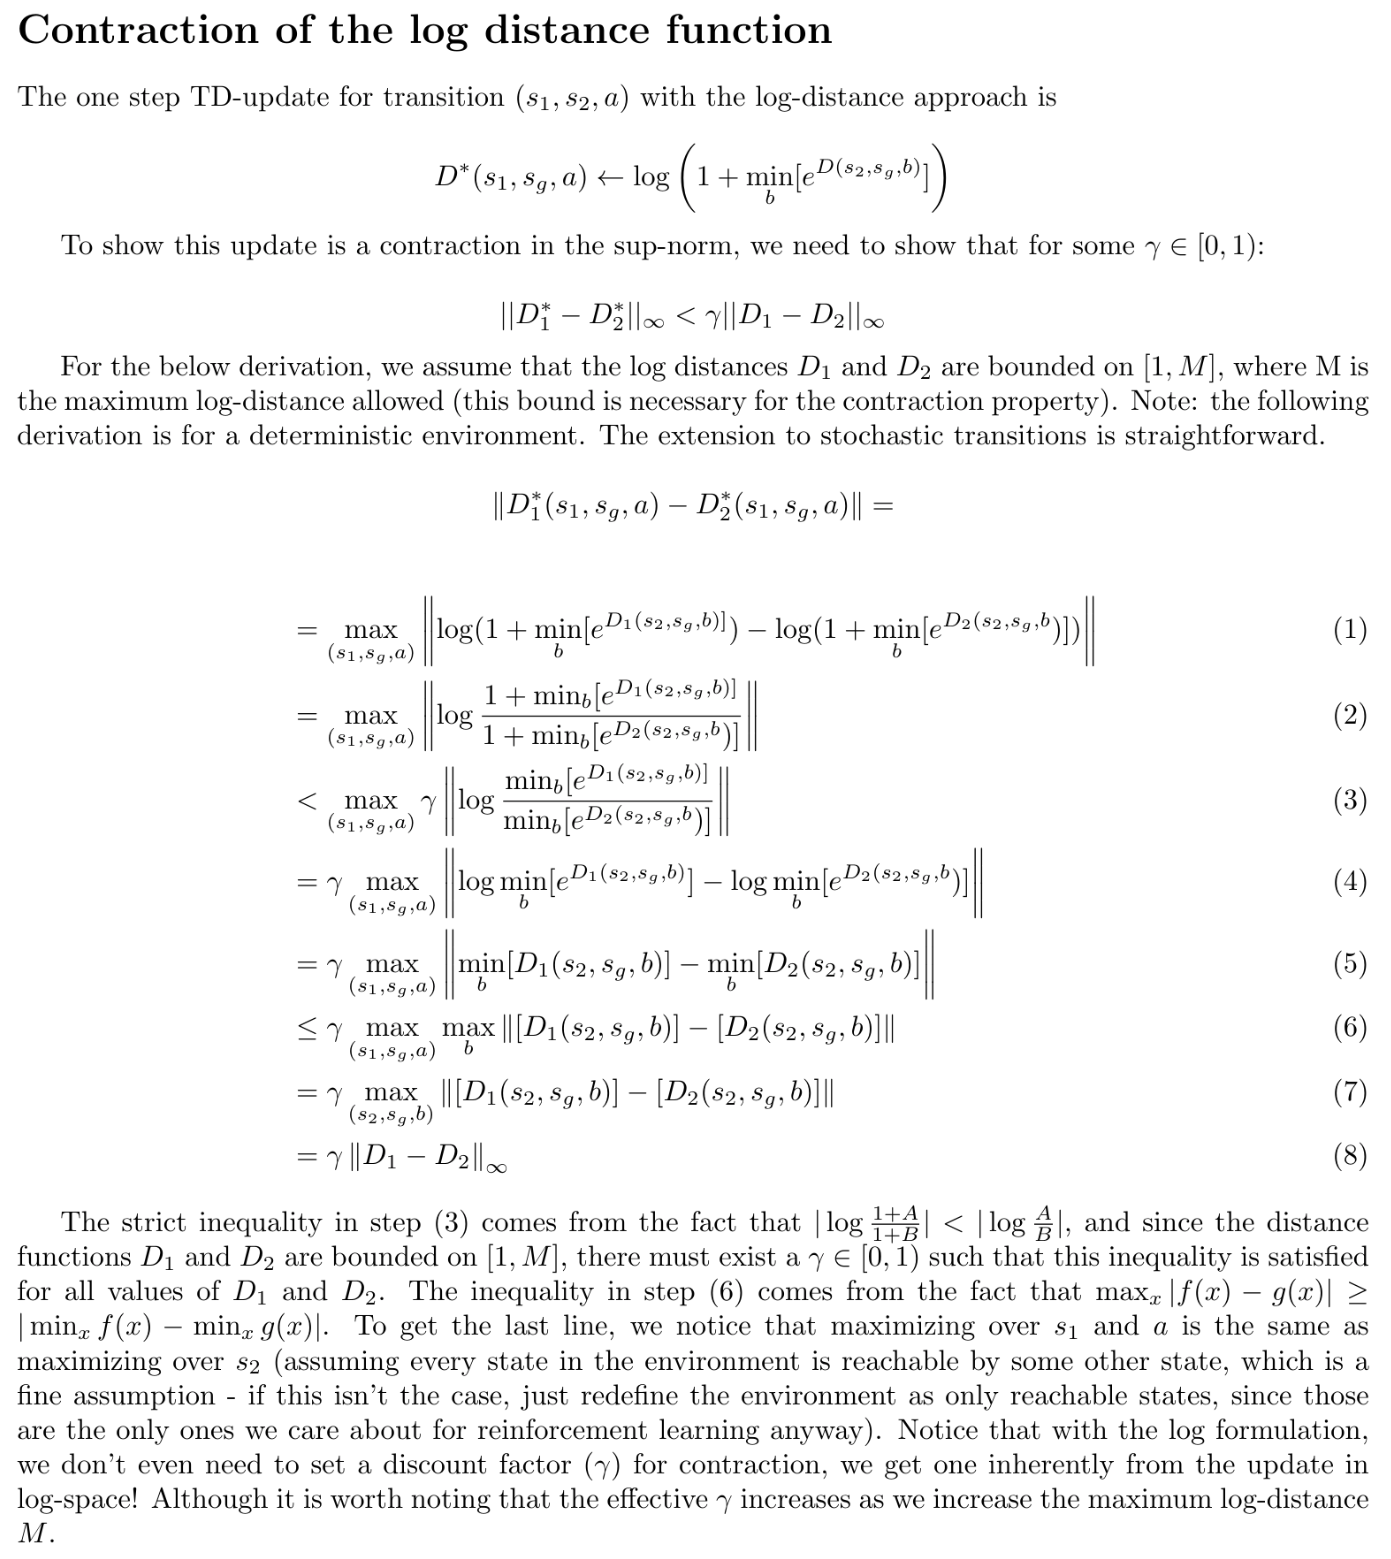 Contraction of the log distance function
The one step TD-update for transition $(s_1, s_2, a)$ with the log-distance approach is
$$D^*(s_1, s_g, a) \leftarrow \log\left(1 + \min_b[e^{D(s_2,s_g,b)}]\right)$$
To show this update is a contraction in the sup-norm, we need to show that for some $\gamma \in [0, 1)$:
$$||D_1^* - D_2^*||_\infty < \gamma||D_1 - D_2||_\infty$$
For the below derivation, we assume that the log distances $D_1$ and $D_2$ are bounded on $[1, M]$, where M is
the maximum log-distance allowed (this bound is necessary for the contraction property). Note: the following
derivation is for a deterministic environment. The extension to stochastic transitions is straightforward.
$$\|D_1^*(s_1, s_g, a) - D_2^*(s_1, s_g, a)\| =$$
$$= \max_{(s_1,s_g,a)} \left\|\log(1 + \min_b[e^{D_1(s_2,s_g,b)]}) - \log(1 + \min_b[e^{D_2(s_2,s_g,b})])\right\| \quad (1)$$
$$= \max_{(s_1,s_g,a)} \left\|\log \frac{1 + \min_b[e^{D_1(s_2,s_g,b)]}}{1 + \min_b[e^{D_2(s_2,s_g,b})]}\right\| \quad (2)$$
$$< \max_{(s_1,s_g,a)} \gamma \left\|\log \frac{\min_b[e^{D_1(s_2,s_g,b)]}}{\min_b[e^{D_2(s_2,s_g,b})]}\right\| \quad (3)$$
$$= \gamma \max_{(s_1,s_g,a)} \left\|\log \min_b[e^{D_1(s_2,s_g,b)}] - \log \min_b[e^{D_2(s_2,s_g,b})]\right\| \quad (4)$$
$$= \gamma \max_{(s_1,s_g,a)} \left\|\min_b[D_1(s_2, s_g, b)] - \min_b[D_2(s_2, s_g, b)]\right\| \quad (5)$$
$$\leq \gamma \max_{(s_1,s_g,a)} \max_b \|[D_1(s_2, s_g, b)] - [D_2(s_2, s_g, b)]\| \quad (6)$$
$$= \gamma \max_{(s_2,s_g,b)} \|[D_1(s_2, s_g, b)] - [D_2(s_2, s_g, b)]\| \quad (7)$$
$$= \gamma \|D_1 - D_2\|_\infty \quad (8)$$
The strict inequality in step (3) comes from the fact that $|\log \frac{1+A}{1+B}| < |\log \frac{A}{B}|$, and since the distance
functions $D_1$ and $D_2$ are bounded on $[1, M]$, there must exist a $\gamma \in [0, 1)$ such that this inequality is satisfied
for all values of $D_1$ and $D_2$. The inequality in step (6) comes from the fact that $\max_x |f(x) - g(x)| \geq$
$|\min_x f(x) - \min_x g(x)|$. To get the last line, we notice that maximizing over $s_1$ and $a$ is the same as
maximizing over $s_2$ (assuming every state in the environment is reachable by some other state, which is a
fine assumption - if this isn't the case, just redefine the environment as only reachable states, since those
are the only ones we care about for reinforcement learning anyway). Notice that with the log formulation,
we don't even need to set a discount factor ($\gamma$) for contraction, we get one inherently from the update in
log-space! Although it is worth noting that the effective $\gamma$ increases as we increase the maximum log-distance
$M$.